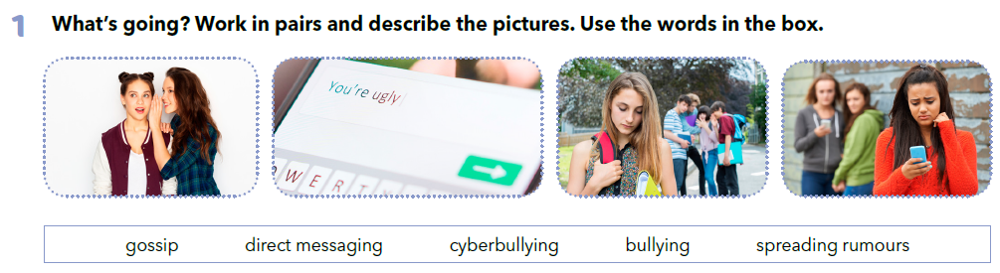 1 What's going? Work in pairs and describe the pictures. Use the words in the box.
You're ugly
Q W E R T Y
gossip direct messaging cyberbullying bullying spreading rumours